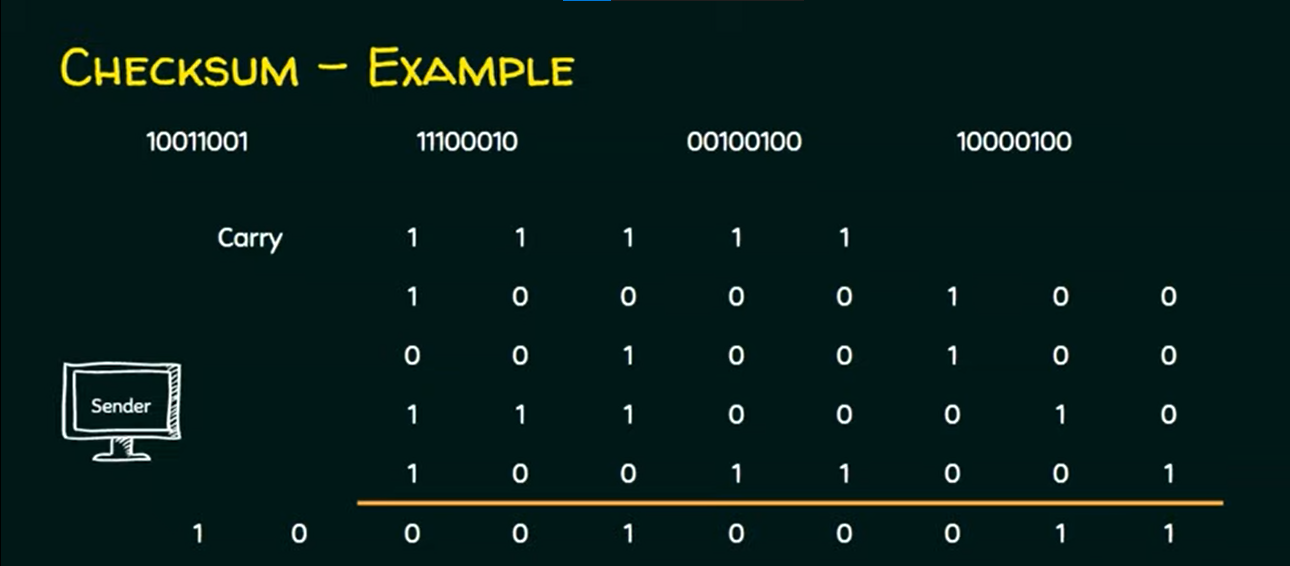 CHECKSUM – EXAMPLE
10011001 11100010 00100100 10000100
Carry 1 1 1 1 1
1 0 0 0 0 1 0 0
0 0 1 0 0 1 0 0
Sender
1 1 1 0 0 0 1 0
1 0 0 1 1 0 0 1
1 0 0 0 1 0 0 0 1 1